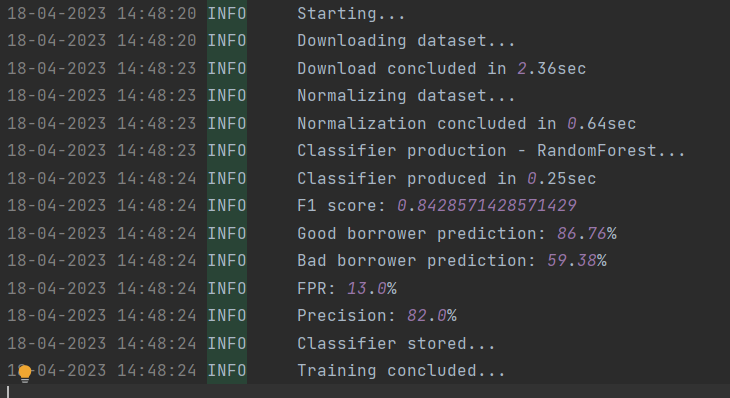 18-04-2023 14:48:20 INFO Starting...
18-04-2023 14:48:20 INFO Downloading dataset...
18-04-2023 14:48:23 INFO Download concluded in 2.36sec
18-04-2023 14:48:23 INFO Normalizing dataset...
18-04-2023 14:48:23 INFO Normalization concluded in 0.64sec
18-04-2023 14:48:23 INFO Classifier production - RandomForest...
18-04-2023 14:48:24 INFO Classifier produced in 0.25sec
18-04-2023 14:48:24 INFO F1 score: 0.8428571428571429
18-04-2023 14:48:24 INFO Good borrower prediction: 86.76%
18-04-2023 14:48:24 INFO Bad borrower prediction: 59.38%
18-04-2023 14:48:24 INFO FPR: 13.0%
18-04-2023 14:48:24 INFO Precision: 82.0%
18-04-2023 14:48:24 INFO Classifier stored...
18-04-2023 14:48:24 INFO Training concluded...